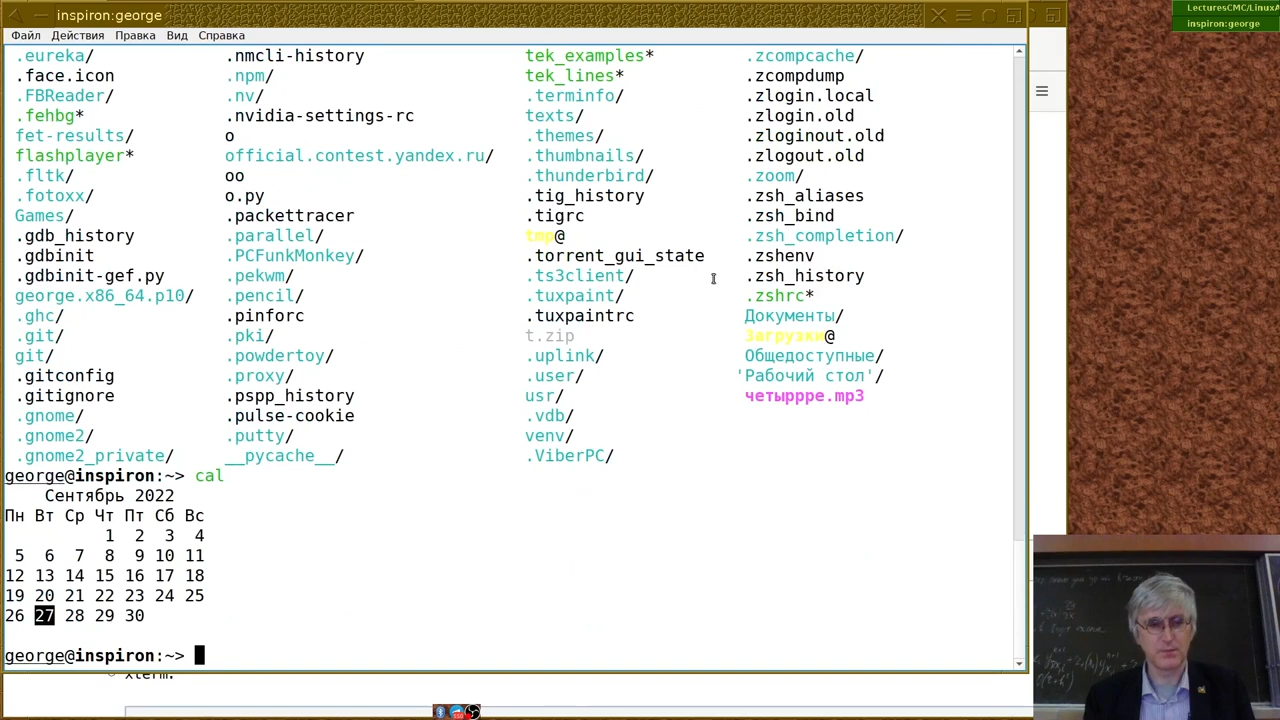 inspiron:george
LecturesCMC/LinuxA
inspiron:george
Файл Действия Правка Вид Справка
.eureka/ .nmcli-history tek_examples* .zcompcache/
.face.icon .npm/ tek_lines* .zcompdump
.FBReader/ .nv/ .terminfo/ .zlogin.local
.fehbg* .nvidia-settings-rc texts/ .zlogin.old
fet-results/ o .themes/ .zloginout.old
flashplayer* official.contest.yandex.ru/ .thumbnails/ .zlogout.old
.fltk/ oo .thunderbird/ .zoom/
.fotoxx/ o.py .tig_history .zsh_aliases
Games/ .packettracer .tigrc .zsh_bind
.gdb_history .parallel/ tmp@ .zsh_completion/
.gdbinit .PCFunkMonkey/ .torrent_gui_state .zshenv
.gdbinit-gef.py .pekwm/ .ts3client/ .zsh_history
george.x86_64.p10/ .pencil/ .tuxpaint/ .zshrc*
.ghc/ .pinforc .tuxpaintrc Документы/
.git/ .pki/ t.zip Загрузки@
git/ .powdertoy/ .uplink/ Общедоступные/
.gitconfig .proxy/ .user/ 'Рабочий стол'/
.gitignore .pspp_history usr/ четырррe.mp3
.gnome/ .pulse-cookie .vdb/
.gnome2/ .putty/ venv/
.gnome2_private/ __pycache__/ .ViberPC/
george@inspiron:~> cal
Сентябрь 2022
Пн Вт Ср Чт Пт Сб Вс
1 2 3 4
5 6 7 8 9 10 11
12 13 14 15 16 17 18
19 20 21 22 23 24 25
26 27 28 29 30
george@inspiron:~>
xterm.